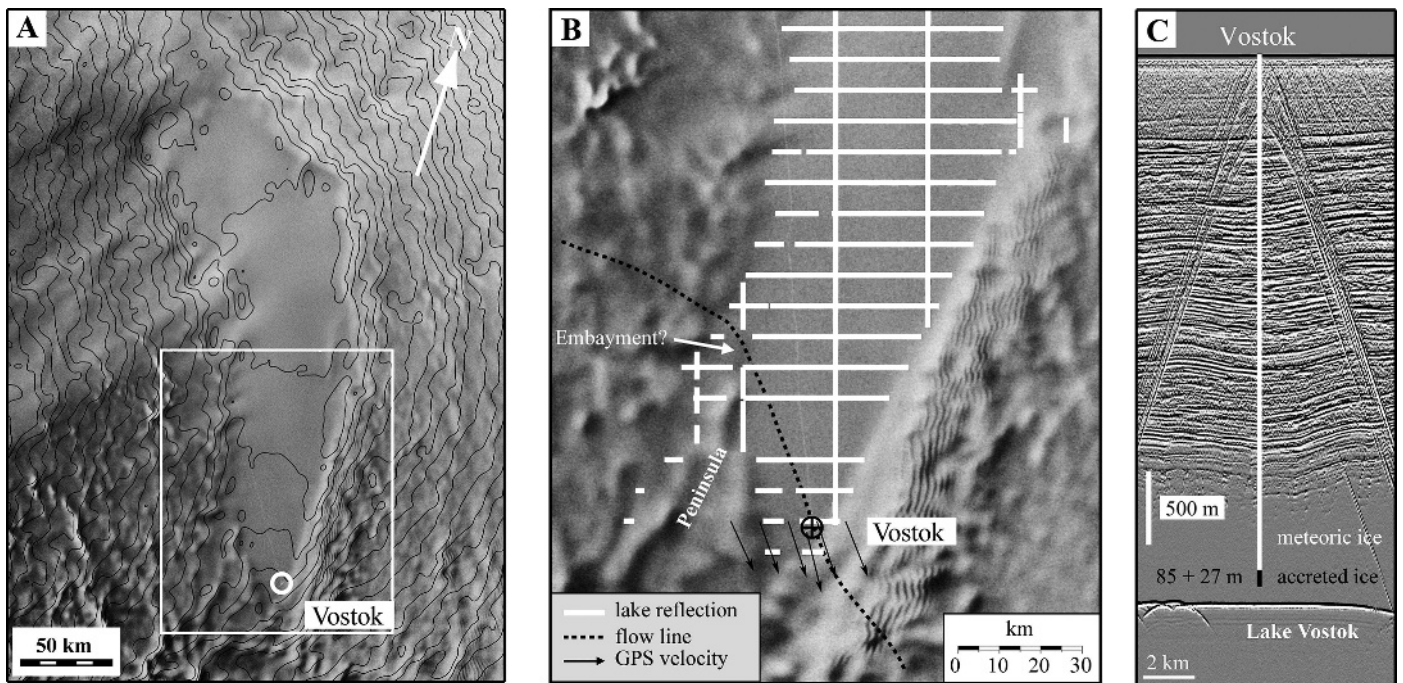 A
N
Vostok
50 km
B
Embayment?
Peninsula
Vostok
lake reflection
flow line
GPS velocity
km
0 10 20 30
C
Vostok
500 m
meteoric ice
85 + 27 m accreted ice
Lake Vostok
2 km